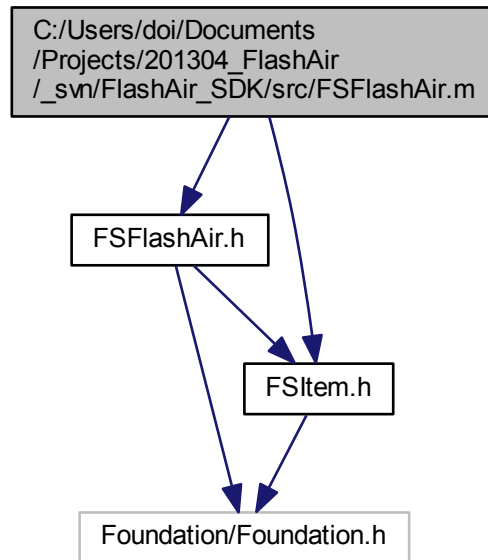 C:/Users/doi/Documents
/Projects/201304_FlashAir
/_svn/FlashAir_SDK/src/FSFlashAir.m
FSFlashAir.h
FSItem.h
Foundation/Foundation.h